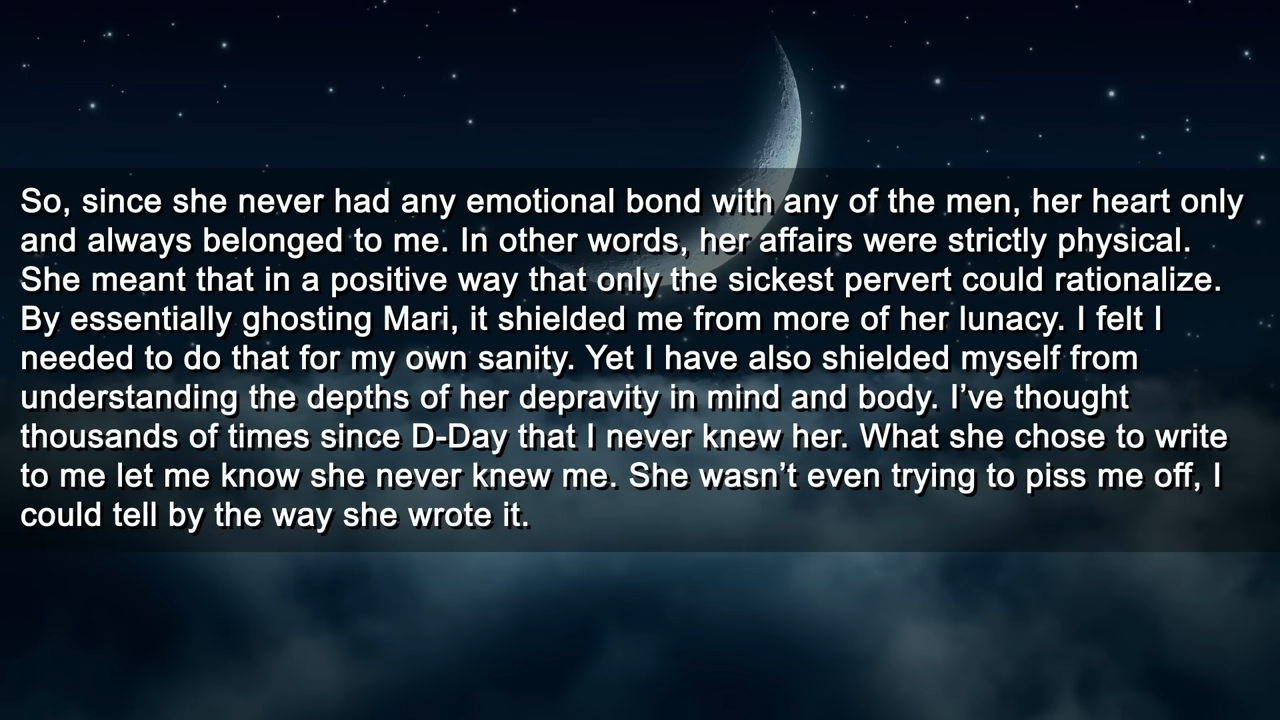 So, since she never had any emotional bond with any of the men, her heart only
and always belonged to me. In other words, her affairs were strictly physical.
She meant that in a positive way that only the sickest pervert could rationalize.
By essentially ghosting Mari, it shielded me from more of her lunacy. I felt I
needed to do that for my own sanity. Yet I have also shielded myself from
understanding the depths of her depravity in mind and body. I’ve thought
thousands of times since D-Day that I never knew her. What she chose to write
to me let me know she never knew me. She wasn’t even trying to piss me off, I
could tell by the way she wrote it.